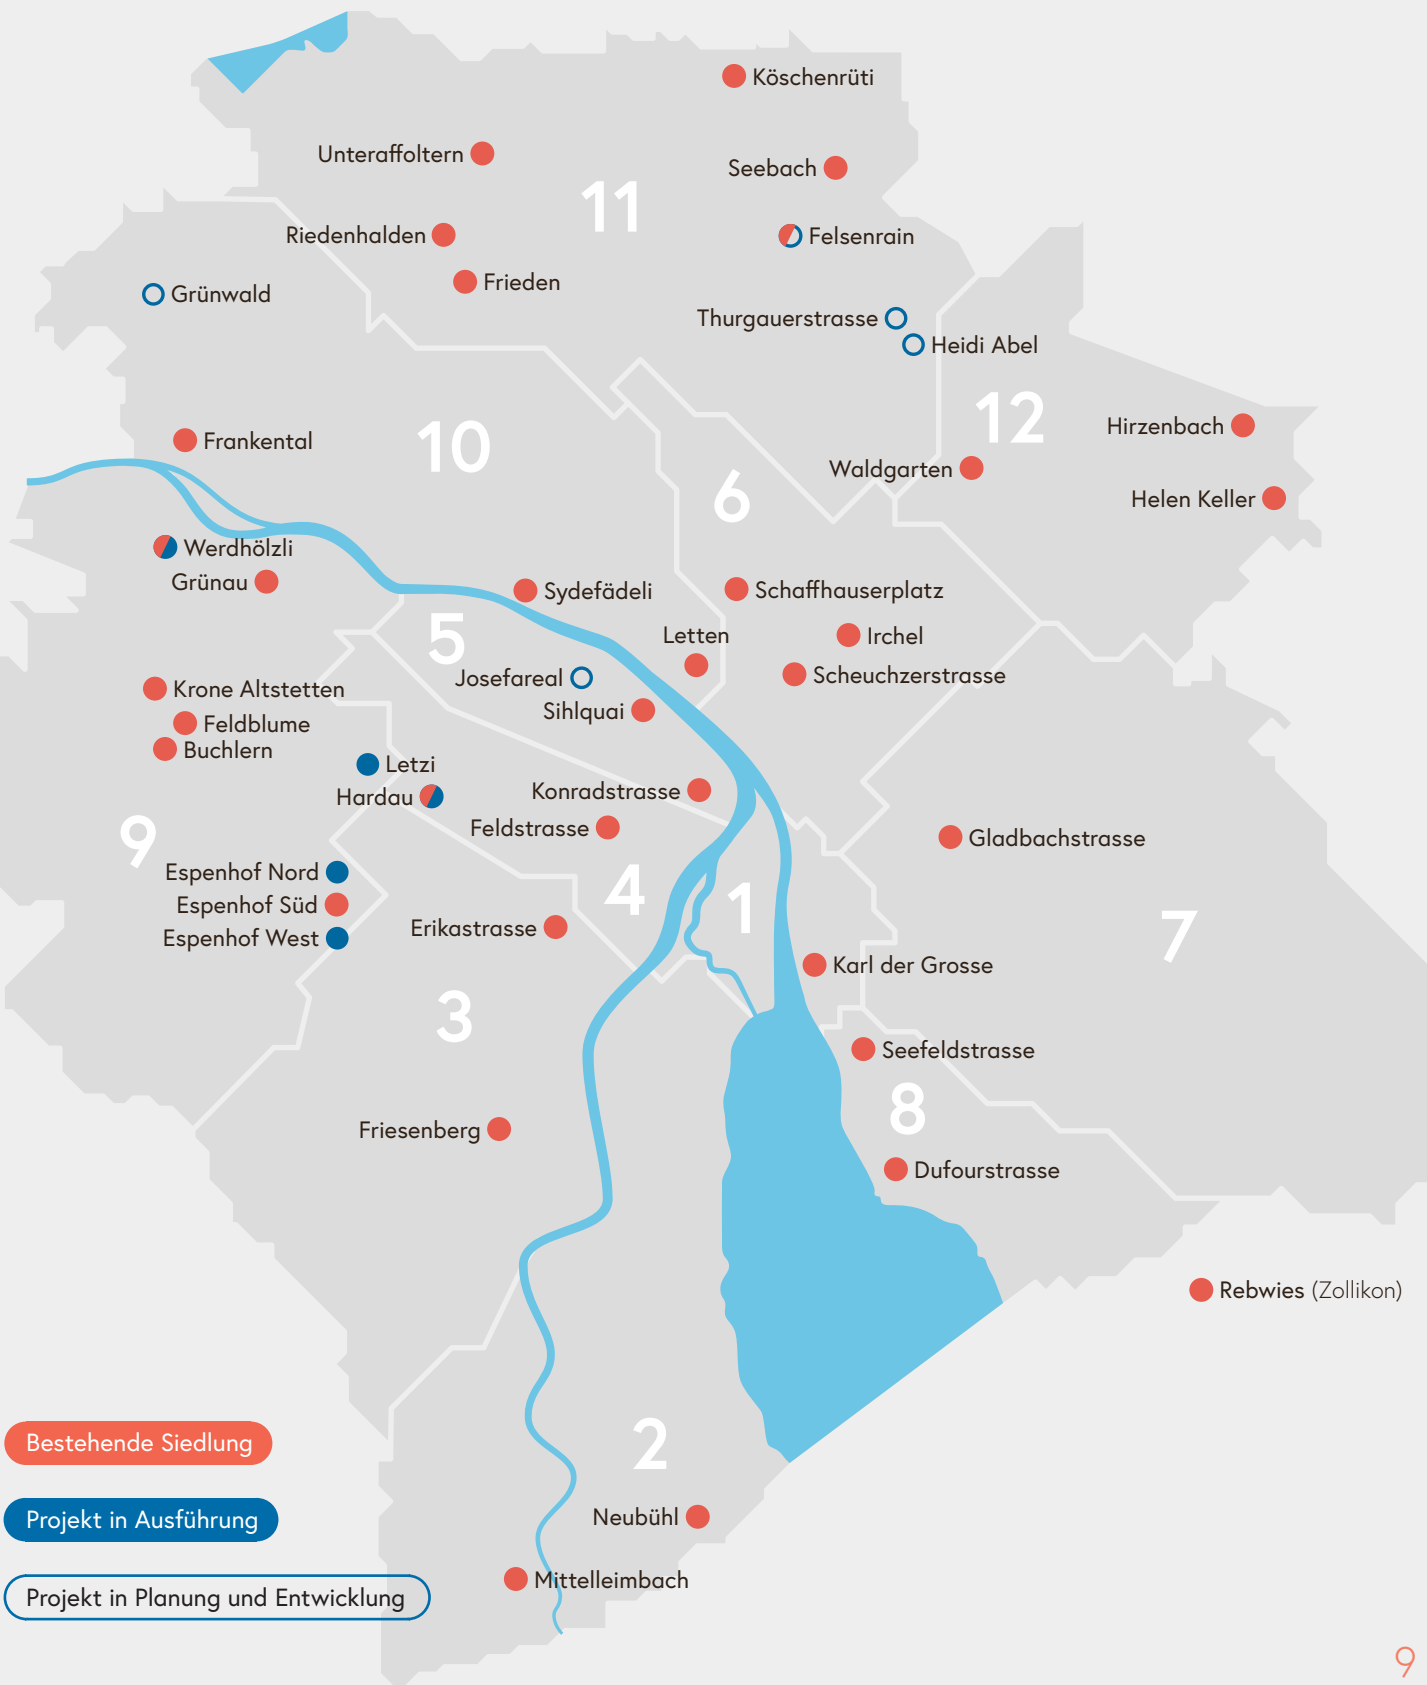 Köschenrüti
Unteraffoltern
Seebach
11
Riedenhalden
Felsenrain
Frieden
Grünwald
Thurgauerstrasse
Heidi Abel
12
Hirzenbach
Frankental
10
Waldgarten
6
Helen Keller
Werdhölzli
Grünau
Sydefädeli
Schaffhauserplatz
5
Letten
Irchel
Josefareal
Scheuchzerstrasse
Krone Altstetten
Sihlquai
Feldblume
Buchlern
Letzi
Hardau
Konradstrasse
Feldstrasse
9
Gladbachstrasse
Espenhof Nord
4
1
Espenhof Süd
Erikastrasse
7
Espenhof West
Karl der Grosse
3
Seefeldstrasse
8
Friesenberg
Dufourstrasse
Rebwies (Zollikon)
Bestehende Siedlung
2
Projekt in Ausführung
Neubühl
Mittelleimbach
Projekt in Planung und Entwicklung
9